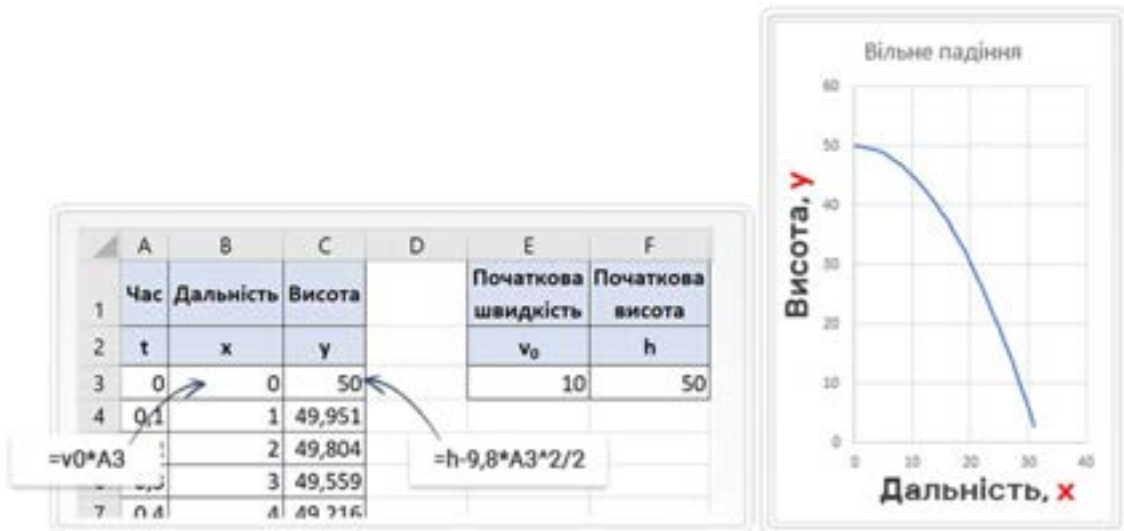 A B C D E F
1 Час Дальність Висота Початкова швидкість Початкова висота
2 t x y v₀ h
3 0 0 50 10 50
4 0,1 1 49,951
2 49,804
3 49,559
7 0,4 4 49,216
=v0*A3
=h-9,8*A3^2/2
Вільне падіння
Висота, y
60
50
40
30
20
10
0
0 10 20 30 40
Дальність, x